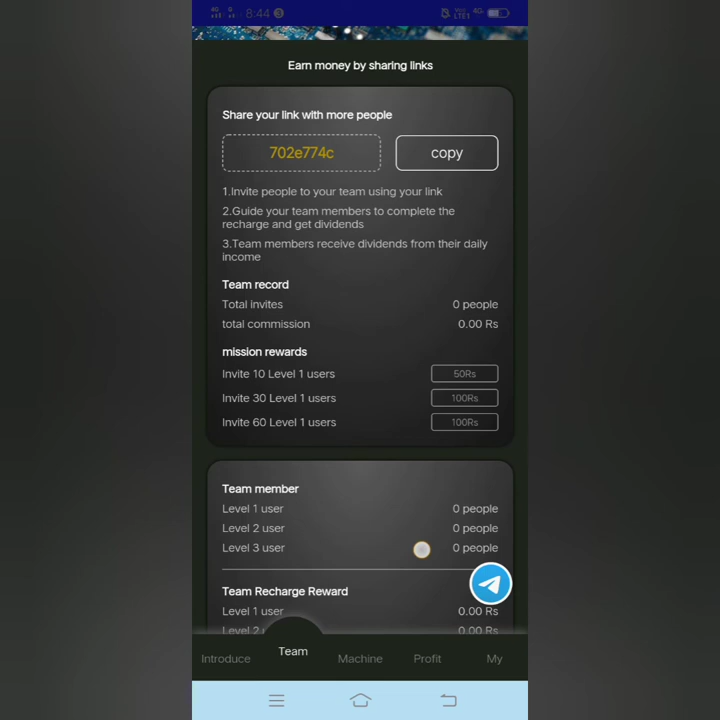 8:44
4G
Earn money by sharing links
Share your link with more people
702e774c
copy
1.Invite people to your team using your link
2.Guide your team members to complete the
recharge and get dividends
3.Team members receive dividends from their daily
income
Team record
Total invites 0 people
total commission 0.00 Rs
mission rewards
Invite 10 Level 1 users 50Rs
Invite 30 Level 1 users 100Rs
Invite 60 Level 1 users 100Rs
Team member
Level 1 user 0 people
Level 2 user 0 people
Level 3 user 0 people
Team Recharge Reward
Level 1 user 0.00 Rs
Level 2 0.00 Rs
Introduce Team Machine Profit My